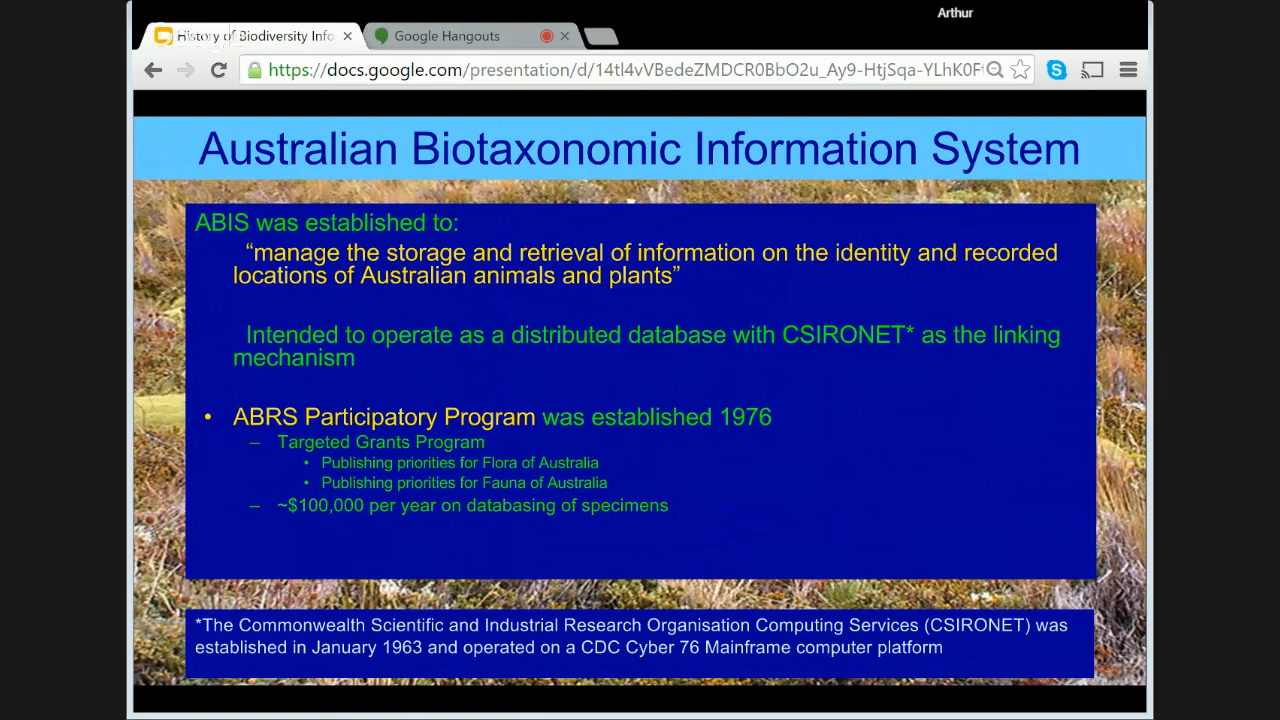 Arthur
History of Biodiversity Info
Google Hangouts
https://docs.google.com/presentation/d/14tl4vVBedeZMDCR0BbO2u_Ay9-HtjSqa-YLhK0F
Australian Biotaxonomic Information System
ABIS was established to:
“manage the storage and retrieval of information on the identity and recorded
locations of Australian animals and plants”
Intended to operate as a distributed database with CSIRONET* as the linking
mechanism
• ABRS Participatory Program was established 1976
– Targeted Grants Program
• Publishing priorities for Flora of Australia
• Publishing priorities for Fauna of Australia
– ~$100,000 per year on databasing of specimens
*The Commonwealth Scientific and Industrial Research Organisation Computing Services (CSIRONET) was
established in January 1963 and operated on a CDC Cyber 76 Mainframe computer platform